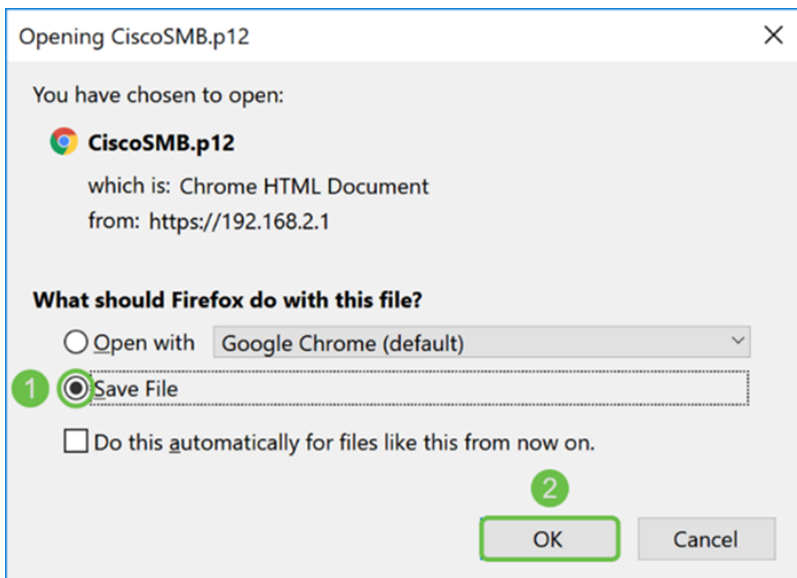 Opening CiscoSMB.p12
You have chosen to open:
CiscoSMB.p12
which is: Chrome HTML Document
from: https://192.168.2.1
What should Firefox do with this file?
Open with Google Chrome (default)
1 Save File
Do this automatically for files like this from now on.
2
OK Cancel